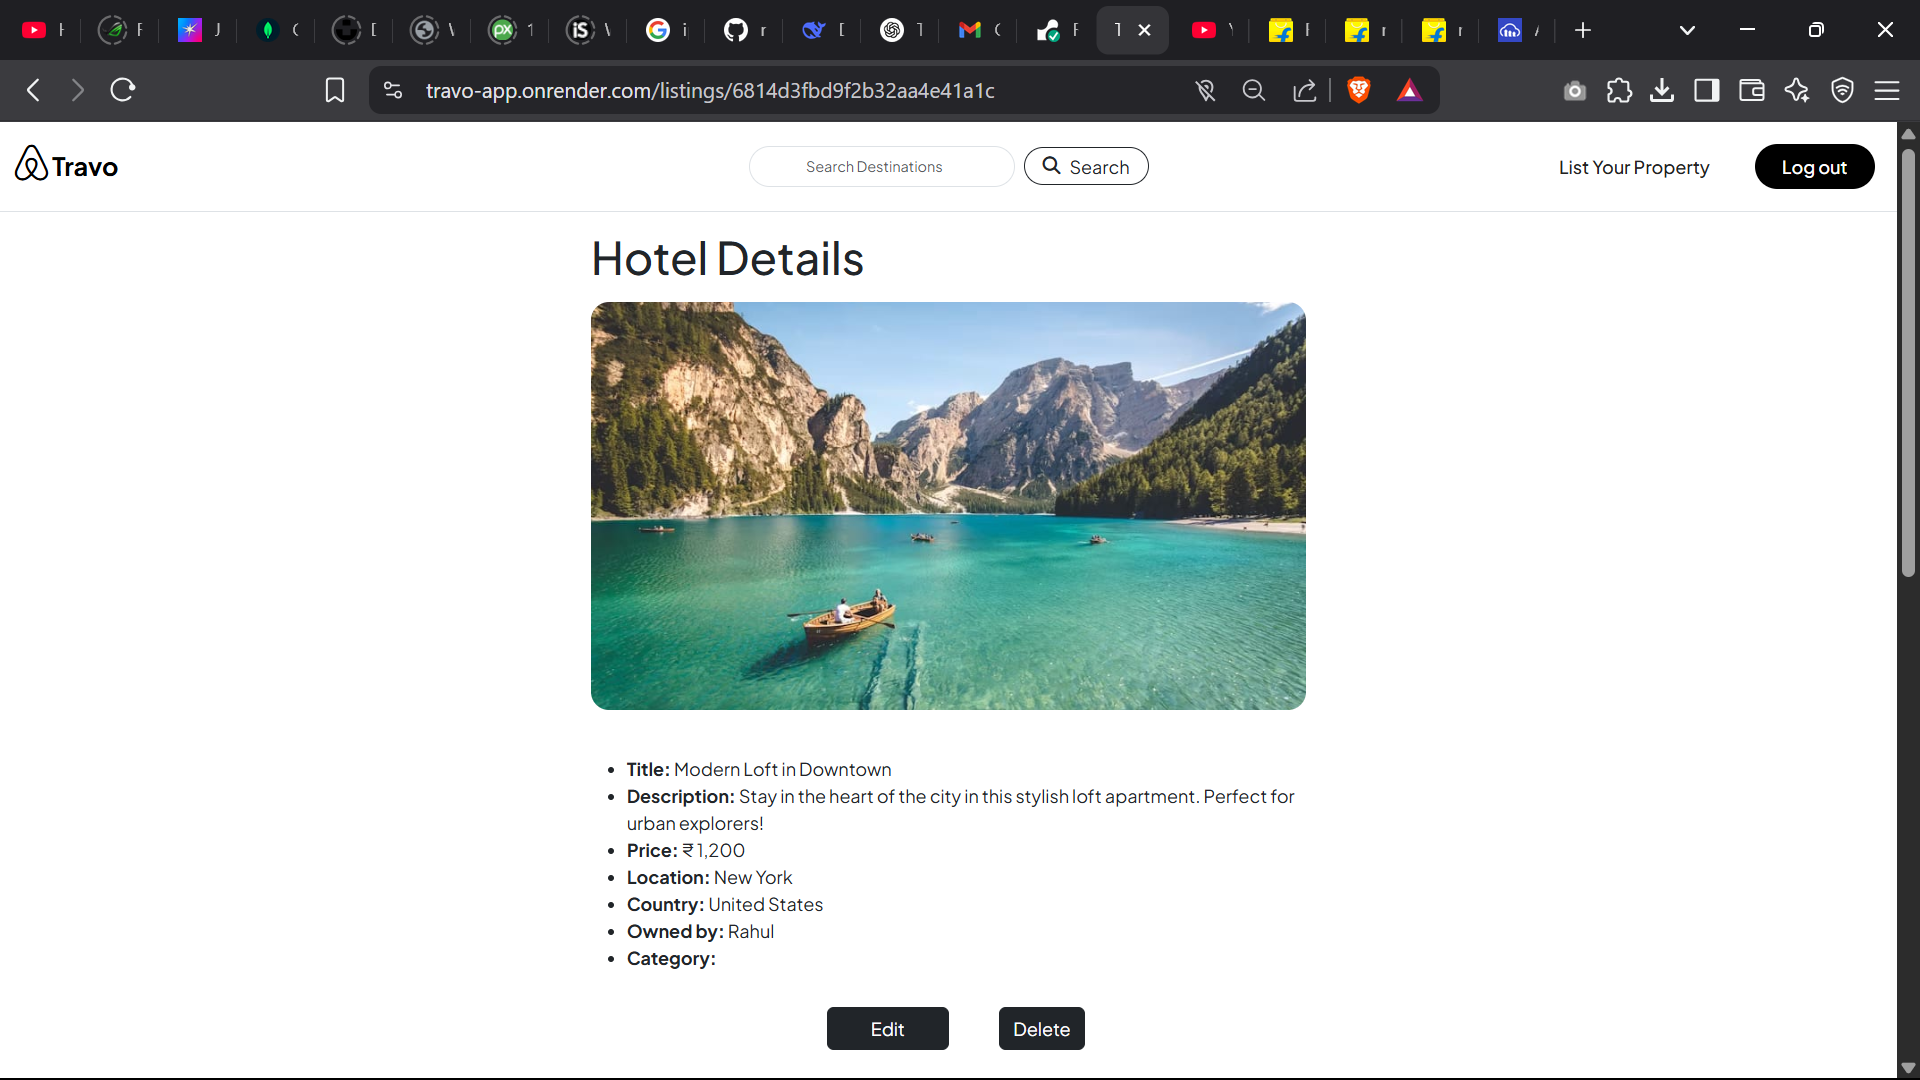 travo-app.onrender.com/listings/6814d3fbd9f2b32aa4e41a1c
Travo
Search Destinations
Search
List Your Property
Log out
Hotel Details
Title: Modern Loft in Downtown
Description: Stay in the heart of the city in this stylish loft apartment. Perfect for
urban explorers!
Price: ₹ 1,200
Location: New York
Country: United States
Owned by: Rahul
Category:
Edit
Delete